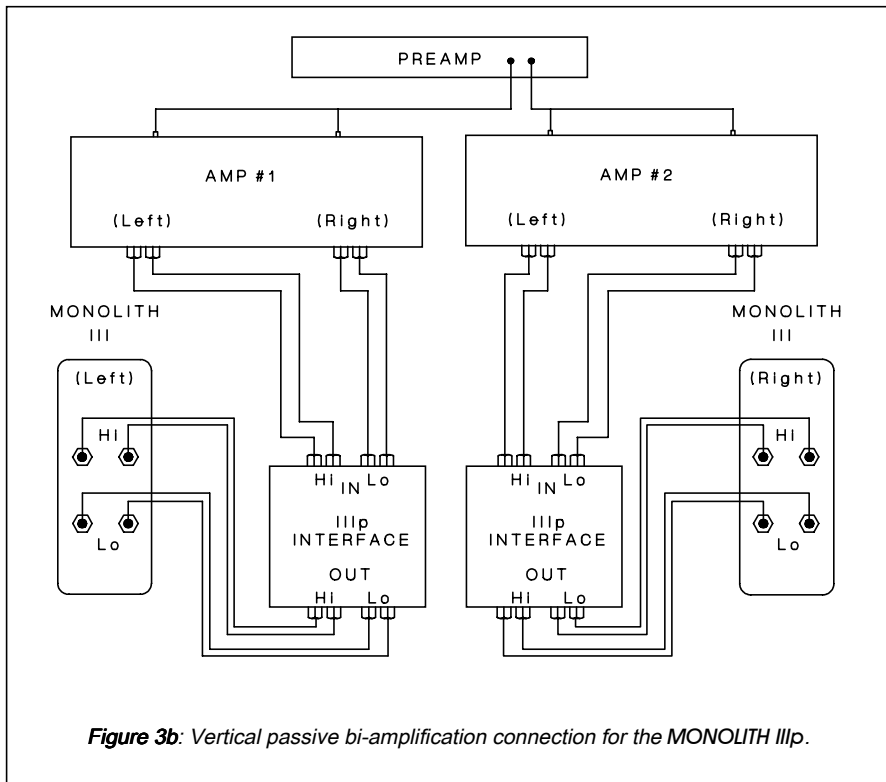 PREAMP
AMP #1
(Left) (Right)
AMP #2
(Left) (Right)
MONOLITH
III
(Left)
HI
Lo
MONOLITH
III
(Right)
HI
Lo
Hi IN Lo
IIIp
INTERFACE
OUT
Hi Lo
Hi IN Lo
IIIp
INTERFACE
OUT
Hi Lo
Figure 3b: Vertical passive bi-amplification connection for the MONOLITH IIIp.